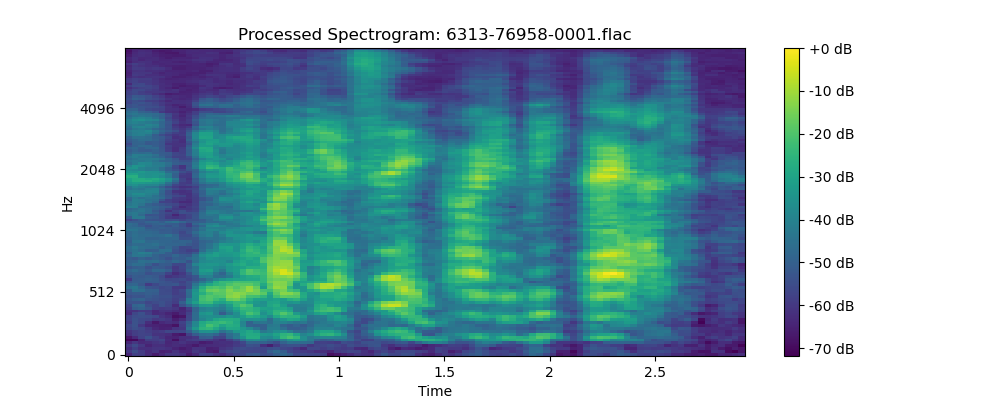 Processed Spectrogram: 6313-76958-0001.flac
Hz
4096
2048
1024
512
0
0 0.5 1 1.5 2 2.5
Time
+0 dB
-10 dB
-20 dB
-30 dB
-40 dB
-50 dB
-60 dB
-70 dB